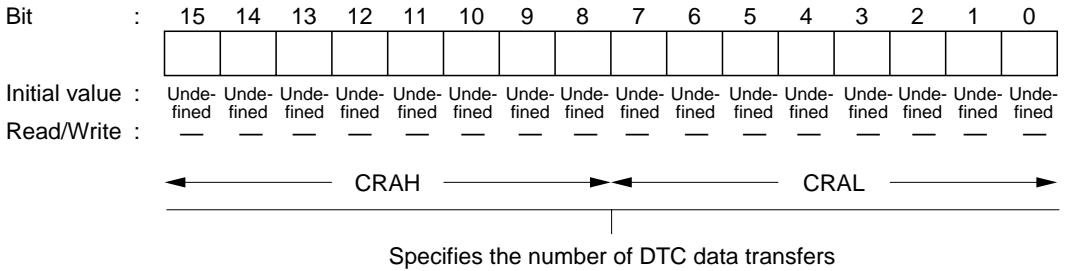 Bit : 15 14 13 12 11 10 9 8 7 6 5 4 3 2 1 0
Initial value : Unde- Unde- Unde- Unde- Unde- Unde- Unde- Unde- Unde- Unde- Unde- Unde- Unde- Unde- Unde- Unde-
fined fined fined fined fined fined fined fined fined fined fined fined fined fined fined fined
Read/Write : — — — — — — — — — — — — — — — —
CRAH CRAL
Specifies the number of DTC data transfers